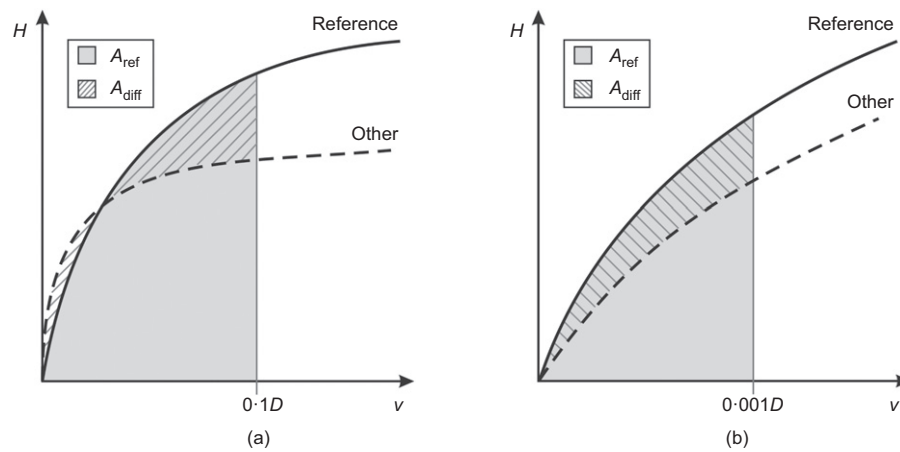 H
Reference
A_ref
A_diff
Other
0·1D
v
(a)
H
Reference
A_ref
A_diff
Other
0·001D
v
(b)